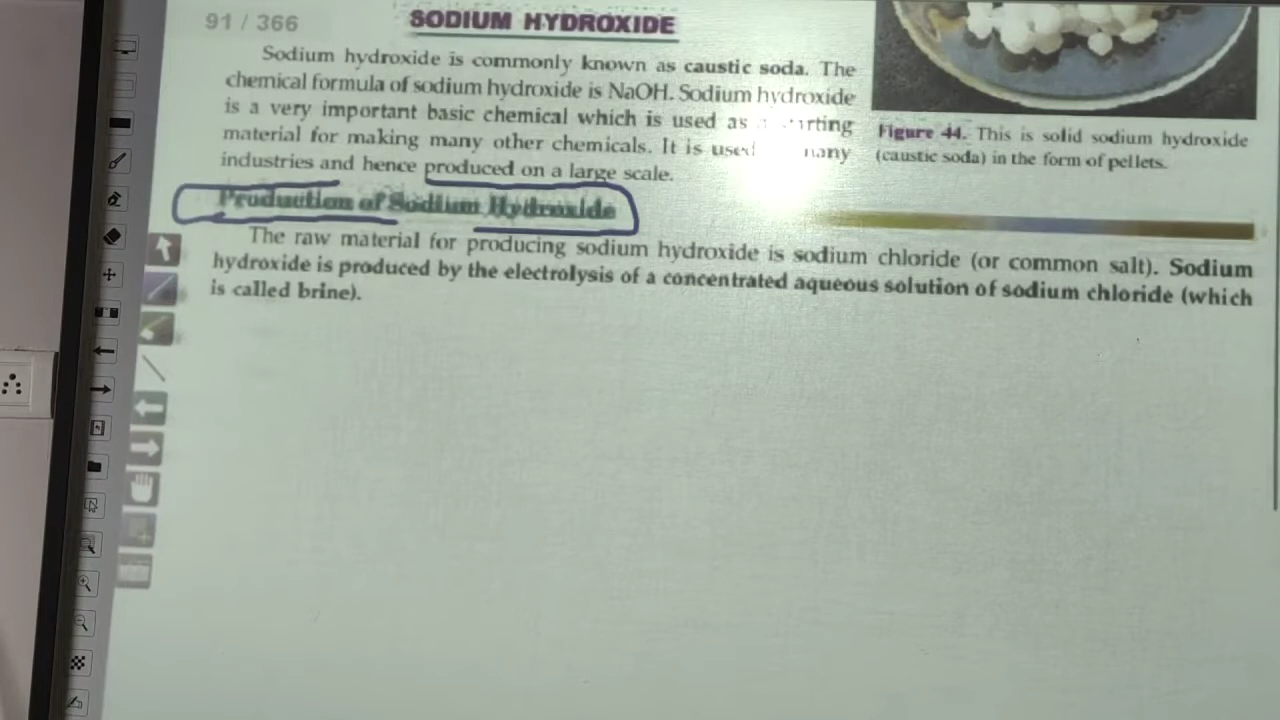 91 / 366
SODIUM HYDROXIDE
Sodium hydroxide is commonly known as caustic soda. The
chemical formula of sodium hydroxide is NaOH. Sodium hydroxide
is a very important basic chemical which is used as
material for making many other chemicals. It is used many
industries and hence produced on a large scale.
Figure 44. This is solid sodium hydroxide
(caustic soda) in the form of pellets.
Production of Sodium Hydroxide
The raw material for producing sodium hydroxide is sodium chloride (or common salt). Sodium
hydroxide is produced by the electrolysis of a concentrated aqueous solution of sodium chloride (which
is called brine).